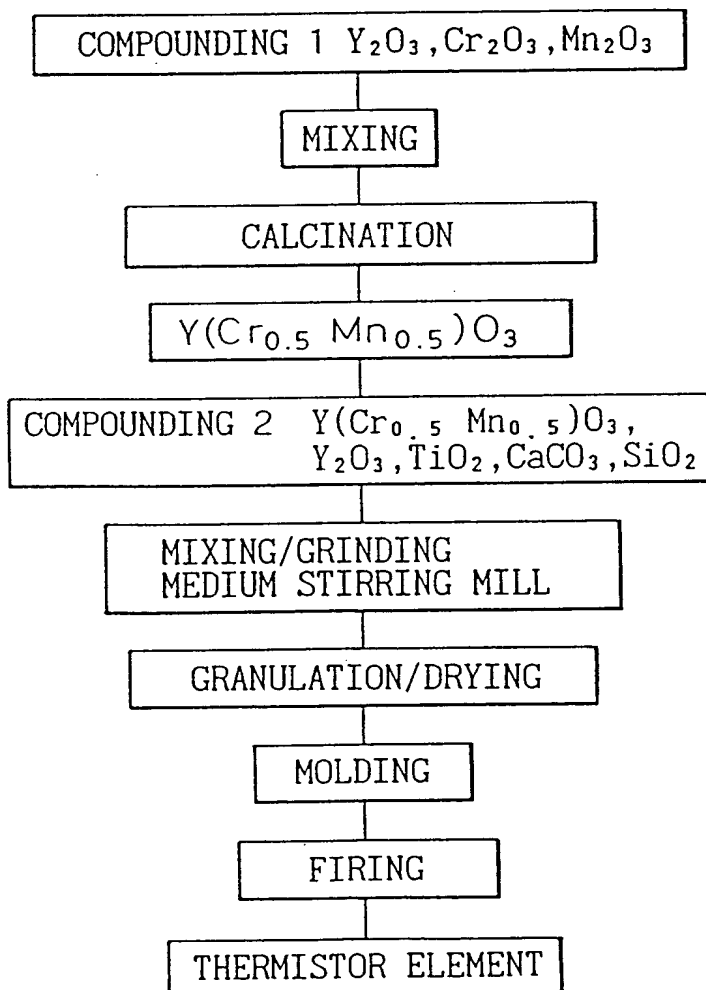 COMPOUNDING 1 Y₂O₃,Cr₂O₃,Mn₂O₃
MIXING
CALCINATION
Y(Cr₀.₅ Mn₀.₅)O₃
COMPOUNDING 2 Y(Cr₀.₅ Mn₀.₅)O₃,
Y₂O₃,TiO₂,CaCO₃,SiO₂
MIXING/GRINDING
MEDIUM STIRRING MILL
GRANULATION/DRYING
MOLDING
FIRING
THERMISTOR ELEMENT